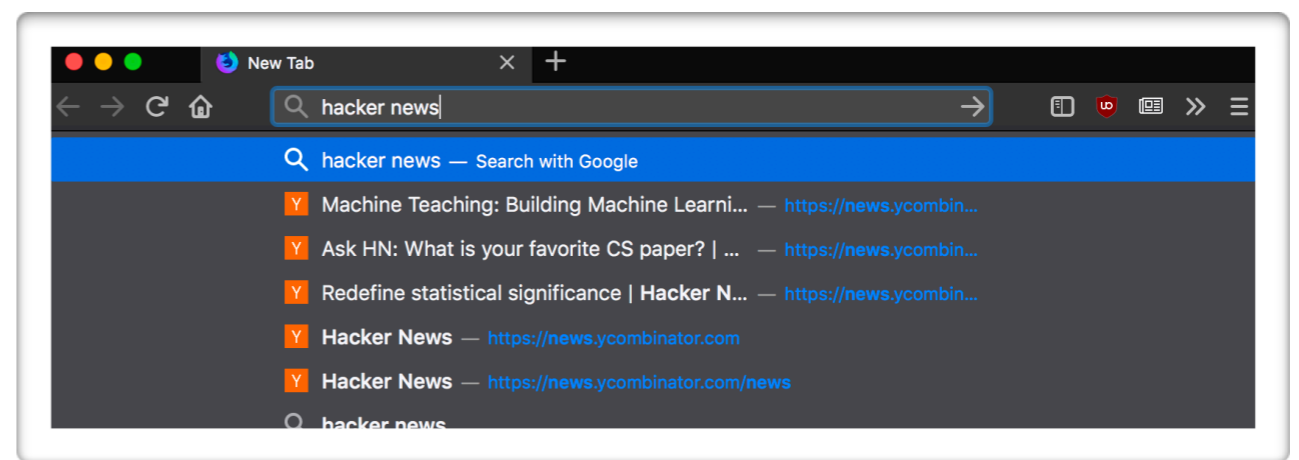 New Tab
hacker news
hacker news — Search with Google
Y Machine Teaching: Building Machine Learni... — https://news.ycombin...
Y Ask HN: What is your favorite CS paper? | ... — https://news.ycombin...
Y Redefine statistical significance | Hacker N... — https://news.ycombin...
Y Hacker News — https://news.ycombinator.com
Y Hacker News — https://news.ycombinator.com/news
hacker news